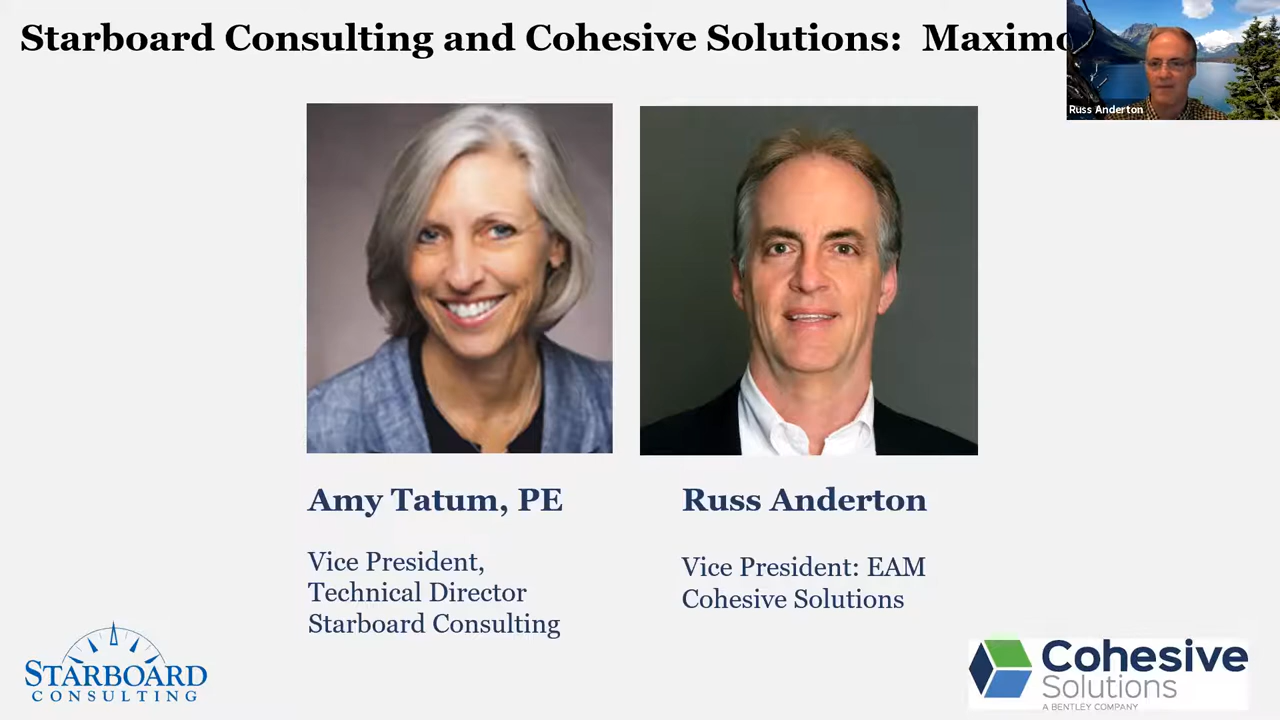 Starboard Consulting and Cohesive Solutions: Maximo
Russ Anderton
Amy Tatum, PE
Russ Anderton
Vice President,
Technical Director
Starboard Consulting
Vice President: EAM
Cohesive Solutions
STARBOARD
CONSULTING
Cohesive
Solutions
A BENTLEY COMPANY